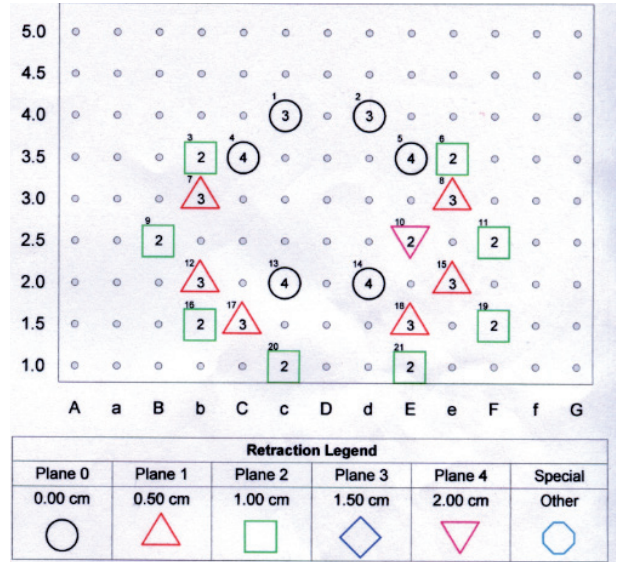 5.0
4.5
4.0 1 3 2 3
3.5 3 2 4 4 5 4 6 2
3.0 7 3 8 3
2.5 9 2 10 2 11 2
2.0 12 3 13 4 14 4 15 3
1.5 16 2 17 3 18 3 19 2
1.0 20 2 21 2
A a B b C c D d E e F f G
Retraction Legend
Plane 0 Plane 1 Plane 2 Plane 3 Plane 4 Special
0.00 cm 0.50 cm 1.00 cm 1.50 cm 2.00 cm Other